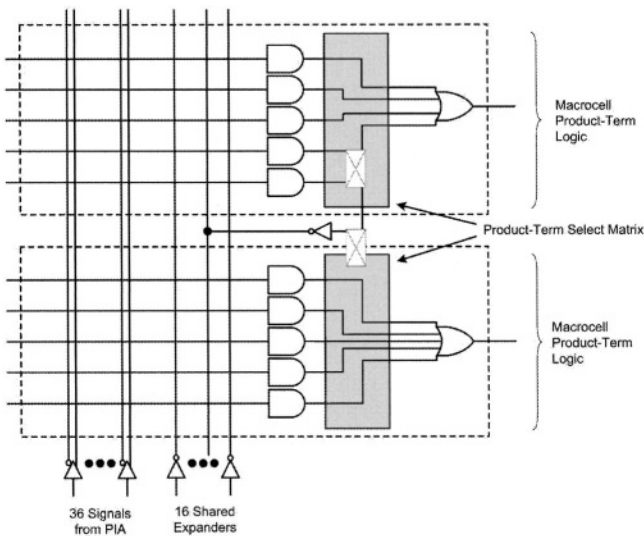 Macrocell
Product-Term
Logic
Product-Term Select Matrix
Macrocell
Product-Term
Logic
36 Signals
from PIA
16 Shared
Expanders